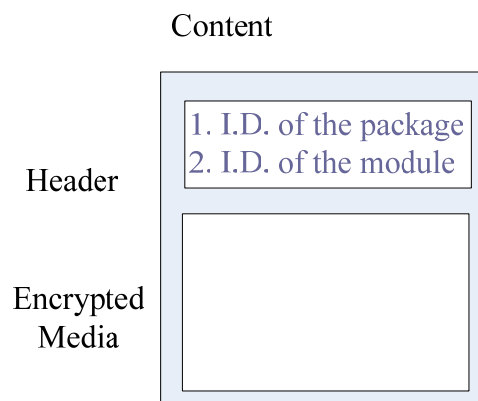 Content
1. I.D. of the package
2. I.D. of the module
Header
Encrypted
Media